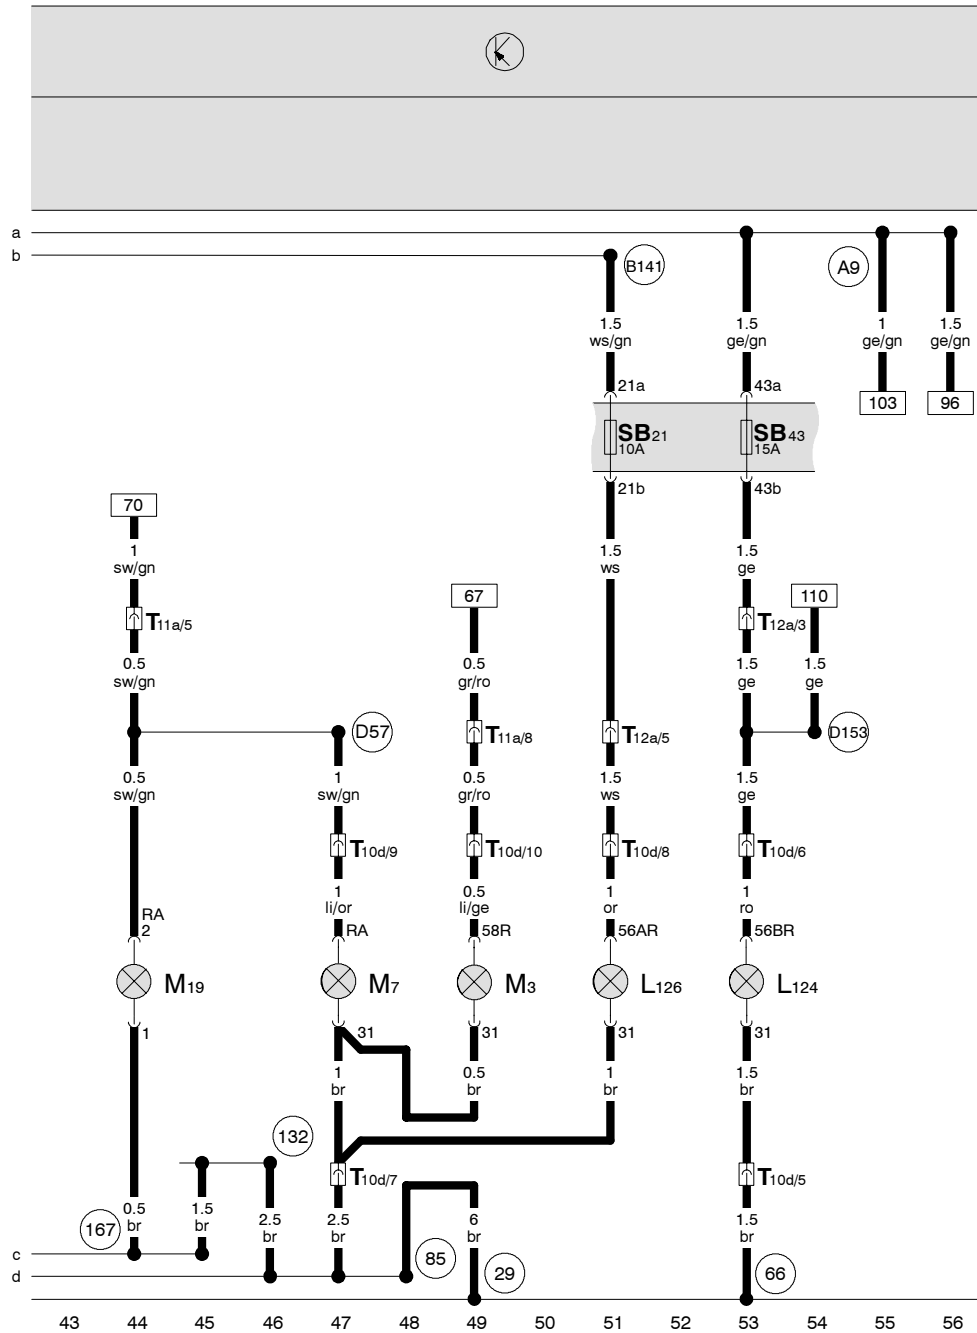 a
b
B141
A9
1.5
ws/gn
1.5
ge/gn
1
ge/gn
1.5
ge/gn
21a
43a
103
96
SB21
10A
SB43
15A
21b
43b
70
1
sw/gn
1.5
ws
1.5
ge
67
110
T11a/5
T12a/3
0.5
sw/gn
0.5
gr/ro
1.5
ge
1.5
ge
D57
T11a/8
T12a/5
D153
0.5
sw/gn
1
sw/gn
0.5
gr/ro
1.5
ws
1.5
ge
T10d/9
T10d/10
T10d/8
T10d/6
1
li/or
0.5
li/ge
1
or
1
ro
RA
2
RA
58R
56AR
56BR
M19
M7
M3
L126
L124
1
31
31
31
31
1
br
0.5
br
1
br
1.5
br
132
T10d/7
T10d/5
0.5
br
1.5
br
2.5
br
2.5
br
6
br
1.5
br
167
c
d
85
29
66
43 44 45 46 47 48 49 50 51 52 53 54 55 56